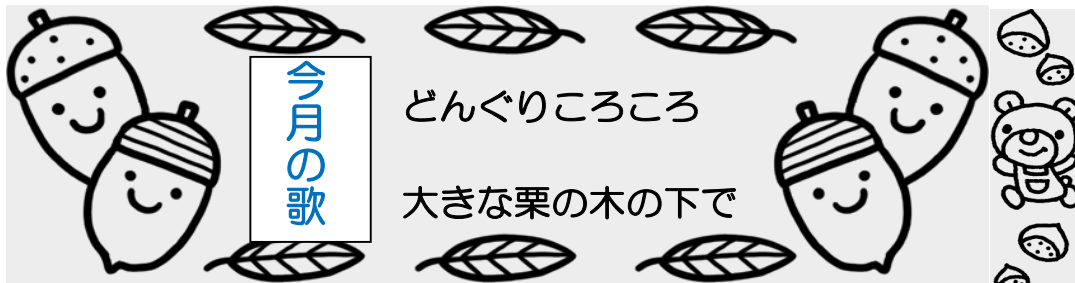 今月の歌
どんぐりころころ
大きな栗の木の下で